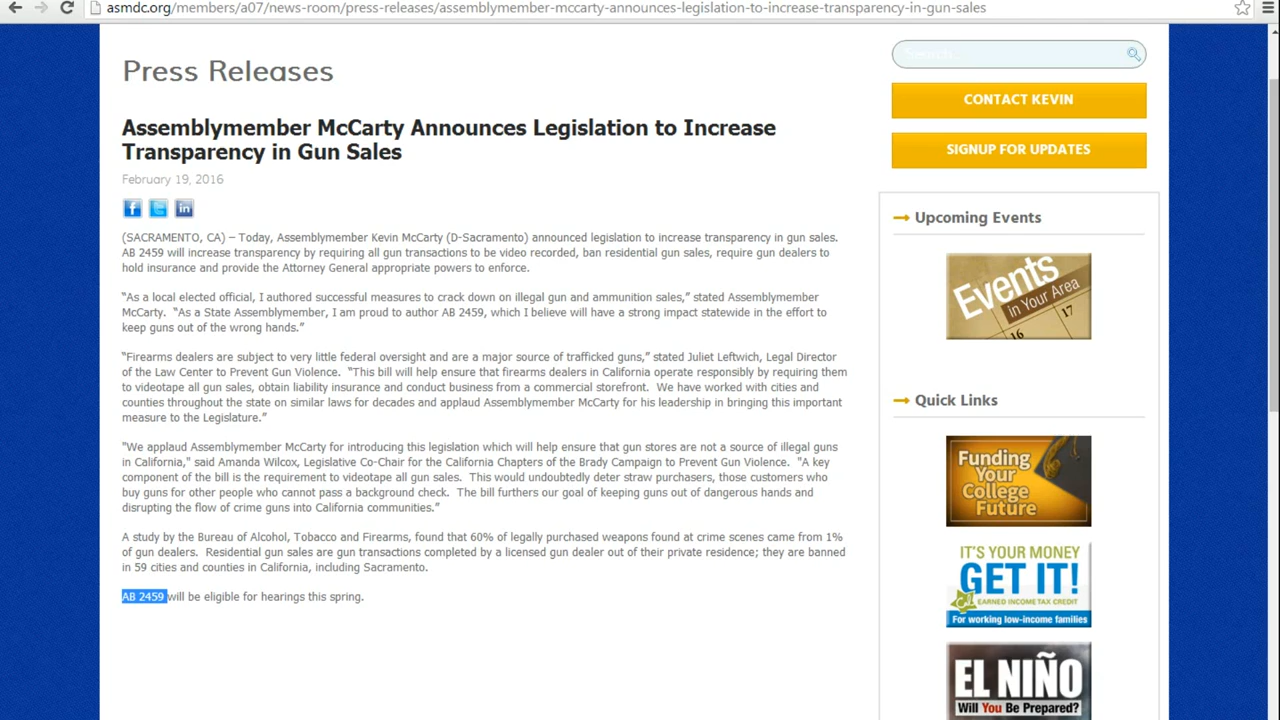 asmdc.org/members/a07/news-room/press-releases/assemblymember-mccarty-announces-legislation-to-increase-transparency-in-gun-sales
Press Releases
Assemblymember McCarty Announces Legislation to Increase
Transparency in Gun Sales
February 19, 2016
(SACRAMENTO, CA) – Today, Assemblymember Kevin McCarty (D-Sacramento) announced legislation to increase transparency in gun sales.
AB 2459 will increase transparency by requiring all gun transactions to be video recorded, ban residential gun sales, require gun dealers to
hold insurance and provide the Attorney General appropriate powers to enforce.
“As a local elected official, I authored successful measures to crack down on illegal gun and ammunition sales,” stated Assemblymember
McCarty.  “As a State Assemblymember, I am proud to author AB 2459, which I believe will have a strong impact statewide in the effort to
keep guns out of the wrong hands.”
“Firearms dealers are subject to very little federal oversight and are a major source of trafficked guns,” stated Juliet Leftwich, Legal Director
of the Law Center to Prevent Gun Violence.  “This bill will help ensure that firearms dealers in California operate responsibly by requiring them
to videotape all gun sales, obtain liability insurance and conduct business from a commercial storefront.  We have worked with cities and
counties throughout the state on similar laws for decades and applaud Assemblymember McCarty for his leadership in bringing this important
measure to the Legislature.”
"We applaud Assemblymember McCarty for introducing this legislation which will help ensure that gun stores are not a source of illegal guns
in California," said Amanda Wilcox, Legislative Co-Chair for the California Chapters of the Brady Campaign to Prevent Gun Violence.  "A key
component of the bill is the requirement to videotape all gun sales.  This would undoubtedly deter straw purchasers, those customers who
buy guns for other people who cannot pass a background check.  The bill furthers our goal of keeping guns out of dangerous hands and
disrupting the flow of crime guns into California communities.”
A study by the Bureau of Alcohol, Tobacco and Firearms, found that 60% of legally purchased weapons found at crime scenes came from 1%
of gun dealers.  Residential gun sales are gun transactions completed by a licensed gun dealer out of their private residence; they are banned
in 59 cities and counties in California, including Sacramento.
AB 2459 will be eligible for hearings this spring.
Search...
CONTACT KEVIN
SIGNUP FOR UPDATES
Upcoming Events
Events
in Your Area
16 17
Quick Links
Funding
Your
College
Future
IT'S YOUR MONEY
GET IT!
CAL EARNED INCOME TAX CREDIT
For working low-income families
EL NIÑO
Will You Be Prepared?